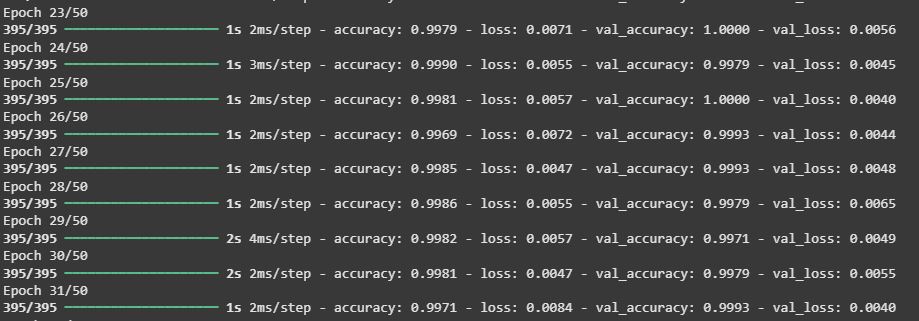 Epoch 23/50
395/395 ━━━━━━━━━━━━━━━━━━━━ 1s 2ms/step - accuracy: 0.9979 - loss: 0.0071 - val_accuracy: 1.0000 - val_loss: 0.0056
Epoch 24/50
395/395 ━━━━━━━━━━━━━━━━━━━━ 1s 3ms/step - accuracy: 0.9990 - loss: 0.0055 - val_accuracy: 0.9979 - val_loss: 0.0045
Epoch 25/50
395/395 ━━━━━━━━━━━━━━━━━━━━ 1s 2ms/step - accuracy: 0.9981 - loss: 0.0057 - val_accuracy: 1.0000 - val_loss: 0.0040
Epoch 26/50
395/395 ━━━━━━━━━━━━━━━━━━━━ 1s 2ms/step - accuracy: 0.9969 - loss: 0.0072 - val_accuracy: 0.9993 - val_loss: 0.0044
Epoch 27/50
395/395 ━━━━━━━━━━━━━━━━━━━━ 1s 2ms/step - accuracy: 0.9985 - loss: 0.0047 - val_accuracy: 0.9993 - val_loss: 0.0048
Epoch 28/50
395/395 ━━━━━━━━━━━━━━━━━━━━ 1s 2ms/step - accuracy: 0.9986 - loss: 0.0055 - val_accuracy: 0.9979 - val_loss: 0.0065
Epoch 29/50
395/395 ━━━━━━━━━━━━━━━━━━━━ 2s 4ms/step - accuracy: 0.9982 - loss: 0.0057 - val_accuracy: 0.9971 - val_loss: 0.0049
Epoch 30/50
395/395 ━━━━━━━━━━━━━━━━━━━━ 2s 2ms/step - accuracy: 0.9981 - loss: 0.0047 - val_accuracy: 0.9979 - val_loss: 0.0055
Epoch 31/50
395/395 ━━━━━━━━━━━━━━━━━━━━ 1s 2ms/step - accuracy: 0.9971 - loss: 0.0084 - val_accuracy: 0.9993 - val_loss: 0.0040